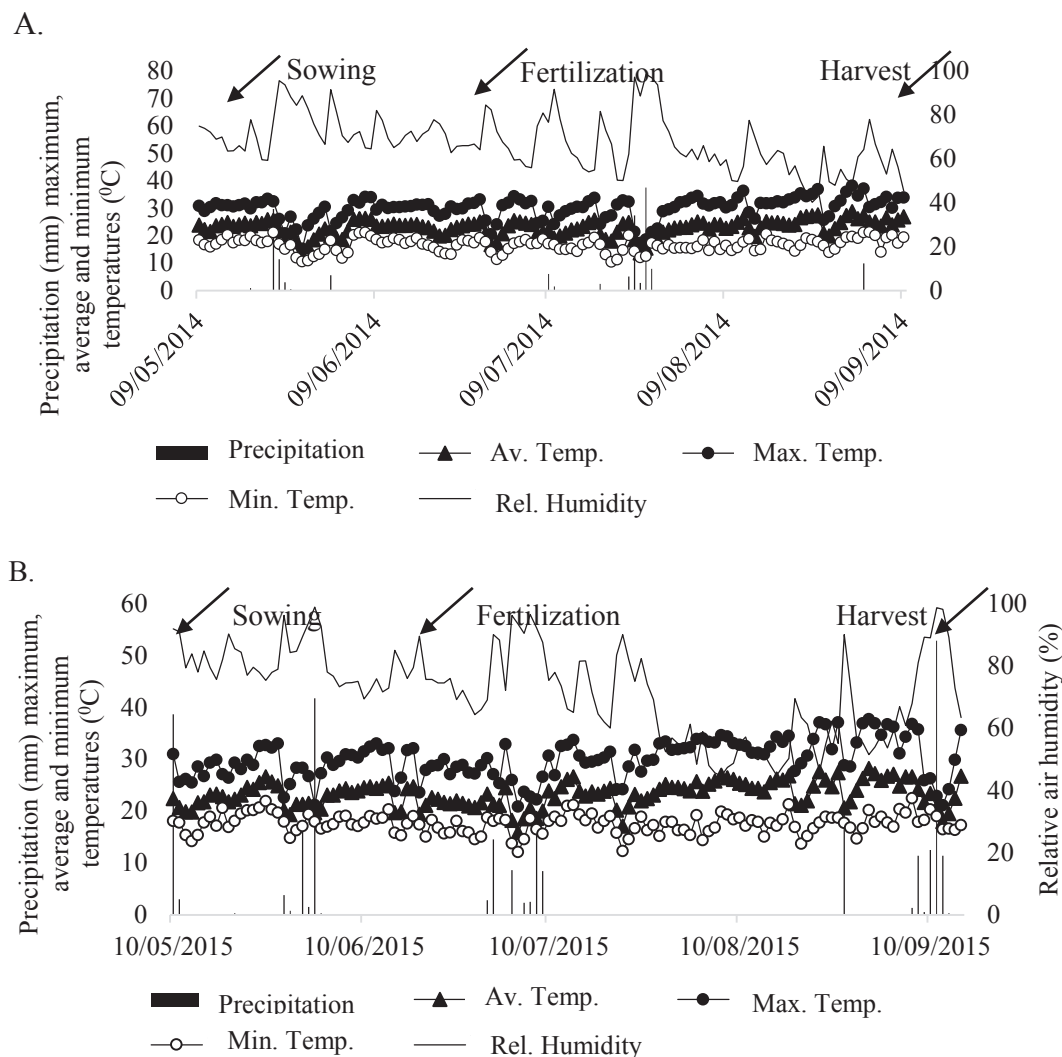 A.
Precipitation (mm) maximum,
average and minimum
temperatures (⁰C)
Sowing
Fertilization
Harvest
80
70
60
50
40
30
20
10
0
100
80
60
40
20
0
09/05/2014
09/06/2014
09/07/2014
09/08/2014
09/09/2014
Precipitation
Av. Temp.
Max. Temp.
Min. Temp.
Rel. Humidity
B.
Precipitation (mm) maximum,
average and minimum
temperatures (⁰C)
Sowing
Fertilization
Harvest
60
50
40
30
20
10
0
100
80
60
40
20
0
Relative air humidity (%)
10/05/2015
10/06/2015
10/07/2015
10/08/2015
10/09/2015
Precipitation
Av. Temp.
Max. Temp.
Min. Temp.
Rel. Humidity